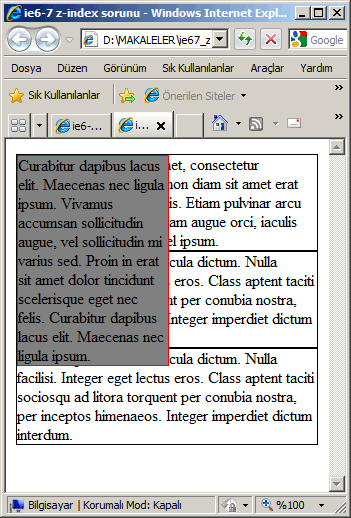 ie6-7 z-index sorunu - Windows Internet Expl...
D:\MAKALELER\ie67_z
Google
Dosya Düzen Görünüm Sık Kullanılanlar Araçlar Yardım
Sık Kullanılanlar Önerilen Siteler
ie6-... i...
Curabitur dapibus lacus
elit. Maecenas nec ligula
ipsum. Vivamus
accumsan sollicitudin
augue, vel sollicitudin mi
varius sed. Proin in erat
sit amet dolor tincidunt
scelerisque eget nec
felis. Curabitur dapibus
lacus elit. Maecenas nec
ligula ipsum.
net, consectetur
non diam sit amet erat
s. Etiam pulvinar arcu
am augue orci, iaculis
el ipsum.
cula dictum. Nulla
eros. Class aptent taciti
per conubia nostra,
Integer imperdiet dictum
cula dictum. Nulla
facilisi. Integer eget lectus eros. Class aptent taciti
sociosqu ad litora torquent per conubia nostra,
per inceptos himenaeos. Integer imperdiet dictum
interdum.
Bilgisayar | Korumalı Mod: Kapalı %100